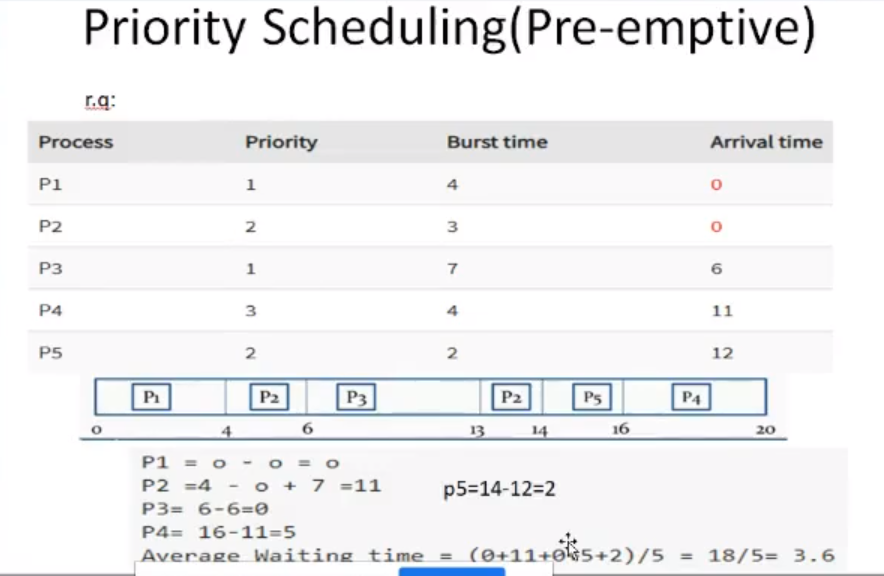 Priority Scheduling(Pre-emptive)
r.q:
Process Priority Burst time Arrival time
P1 1 4 0
P2 2 3 0
P3 1 7 6
P4 3 4 11
P5 2 2 12
P1 P2 P3 P2 P5 P4
0 4 6 13 14 16 20
P1 = 0 - 0 = 0
P2 =4 - 0 + 7 =11 p5=14-12=2
P3= 6-6=0
P4= 16-11=5
Average Waiting time = (0+11+0+5+2)/5 = 18/5= 3.6